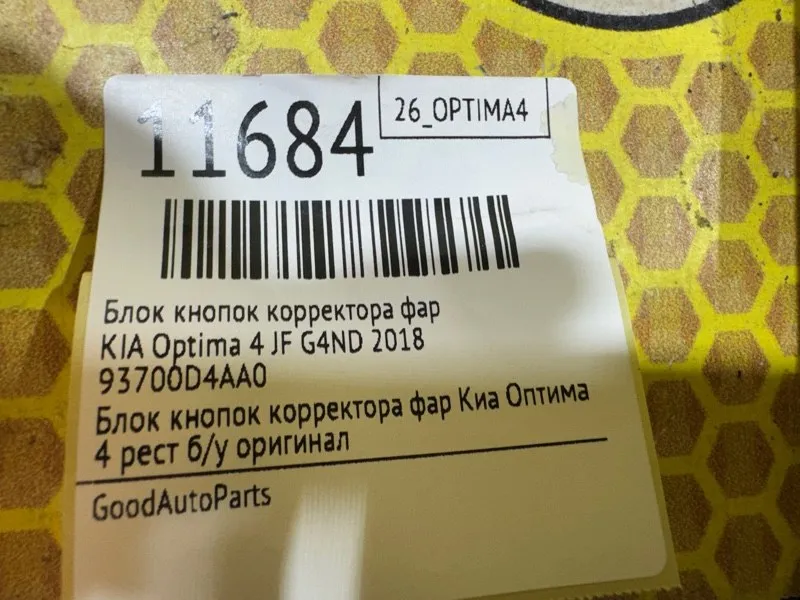 11684
26_OPTIMA4
Блок кнопок корректора фар
KIA Optima 4 JF G4ND 2018
93700D4AA0
Блок кнопок корректора фар Киа Оптима
4 рест б/у оригинал
GoodAutoParts